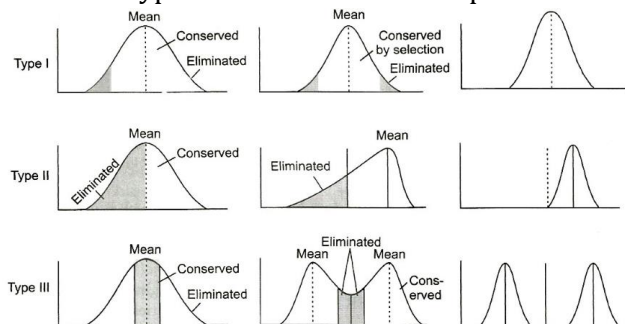 Mean
Conserved
Eliminated
Mean
Conserved
by selection
Eliminated
Type I
Mean
Conserved
Eliminated
Mean
Eliminated
Type II
Mean
Conserved
Eliminated
Eliminated
Mean
Mean
Cons-
erved
Type III